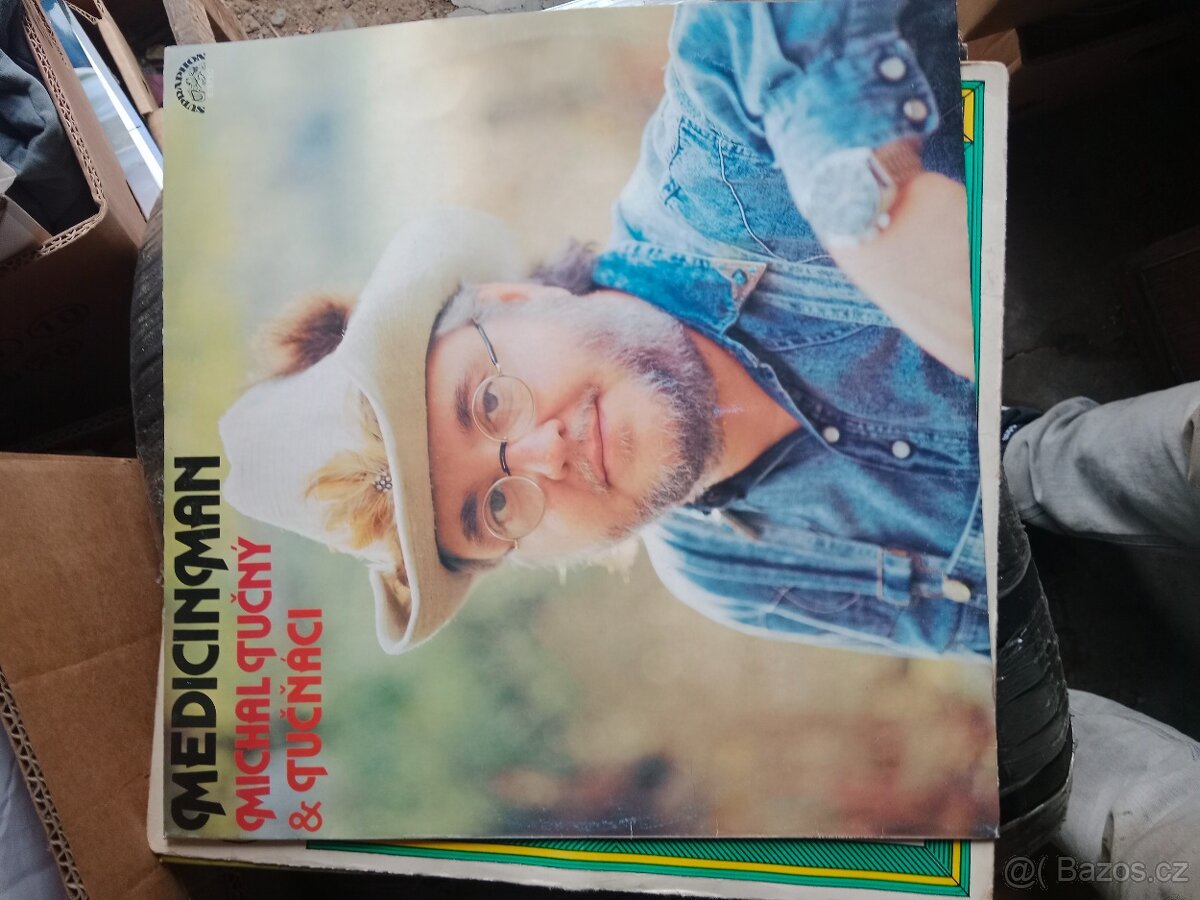 SUPRAPHON
MEDICINMAN
MICHAL TUČNÝ
& TUČŇÁCI
@( Bazos.cz